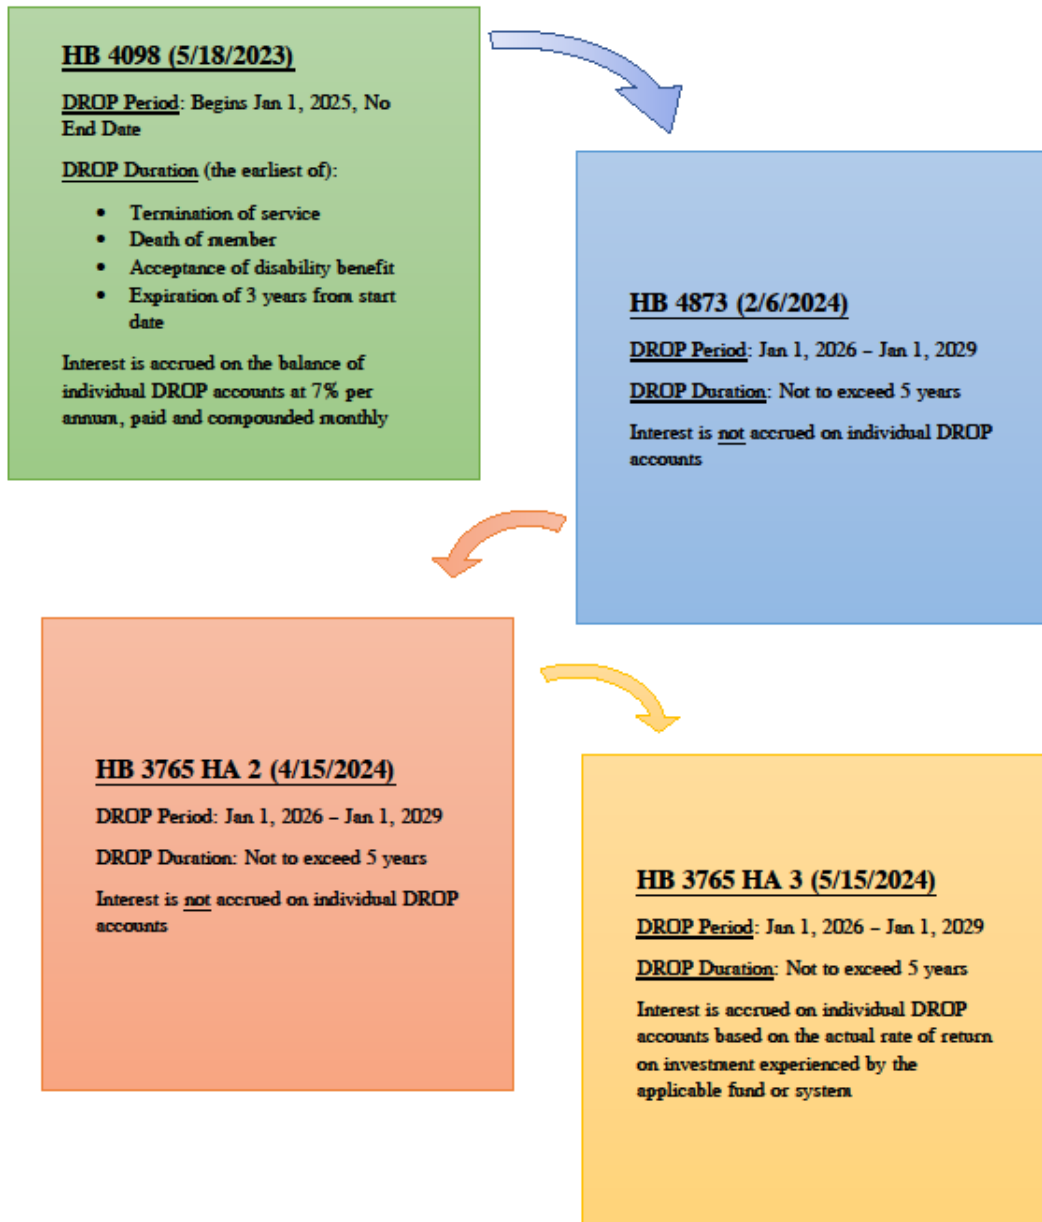 HB 4098 (5/18/2023)
DROP Period: Begins Jan 1, 2025, No
End Date
DROP Duration (the earliest of):
• Termination of service
• Death of member
• Acceptance of disability benefit
• Expiration of 3 years from start
date
Interest is accrued on the balance of
individual DROP accounts at 7% per
annum, paid and compounded monthly
HB 4873 (2/6/2024)
DROP Period: Jan 1, 2026 – Jan 1, 2029
DROP Duration: Not to exceed 5 years
Interest is not accrued on individual DROP
accounts
HB 3765 HA 2 (4/15/2024)
DROP Period: Jan 1, 2026 – Jan 1, 2029
DROP Duration: Not to exceed 5 years
Interest is not accrued on individual DROP
accounts
HB 3765 HA 3 (5/15/2024)
DROP Period: Jan 1, 2026 – Jan 1, 2029
DROP Duration: Not to exceed 5 years
Interest is accrued on individual DROP
accounts based on the actual rate of return
on investment experienced by the
applicable fund or system